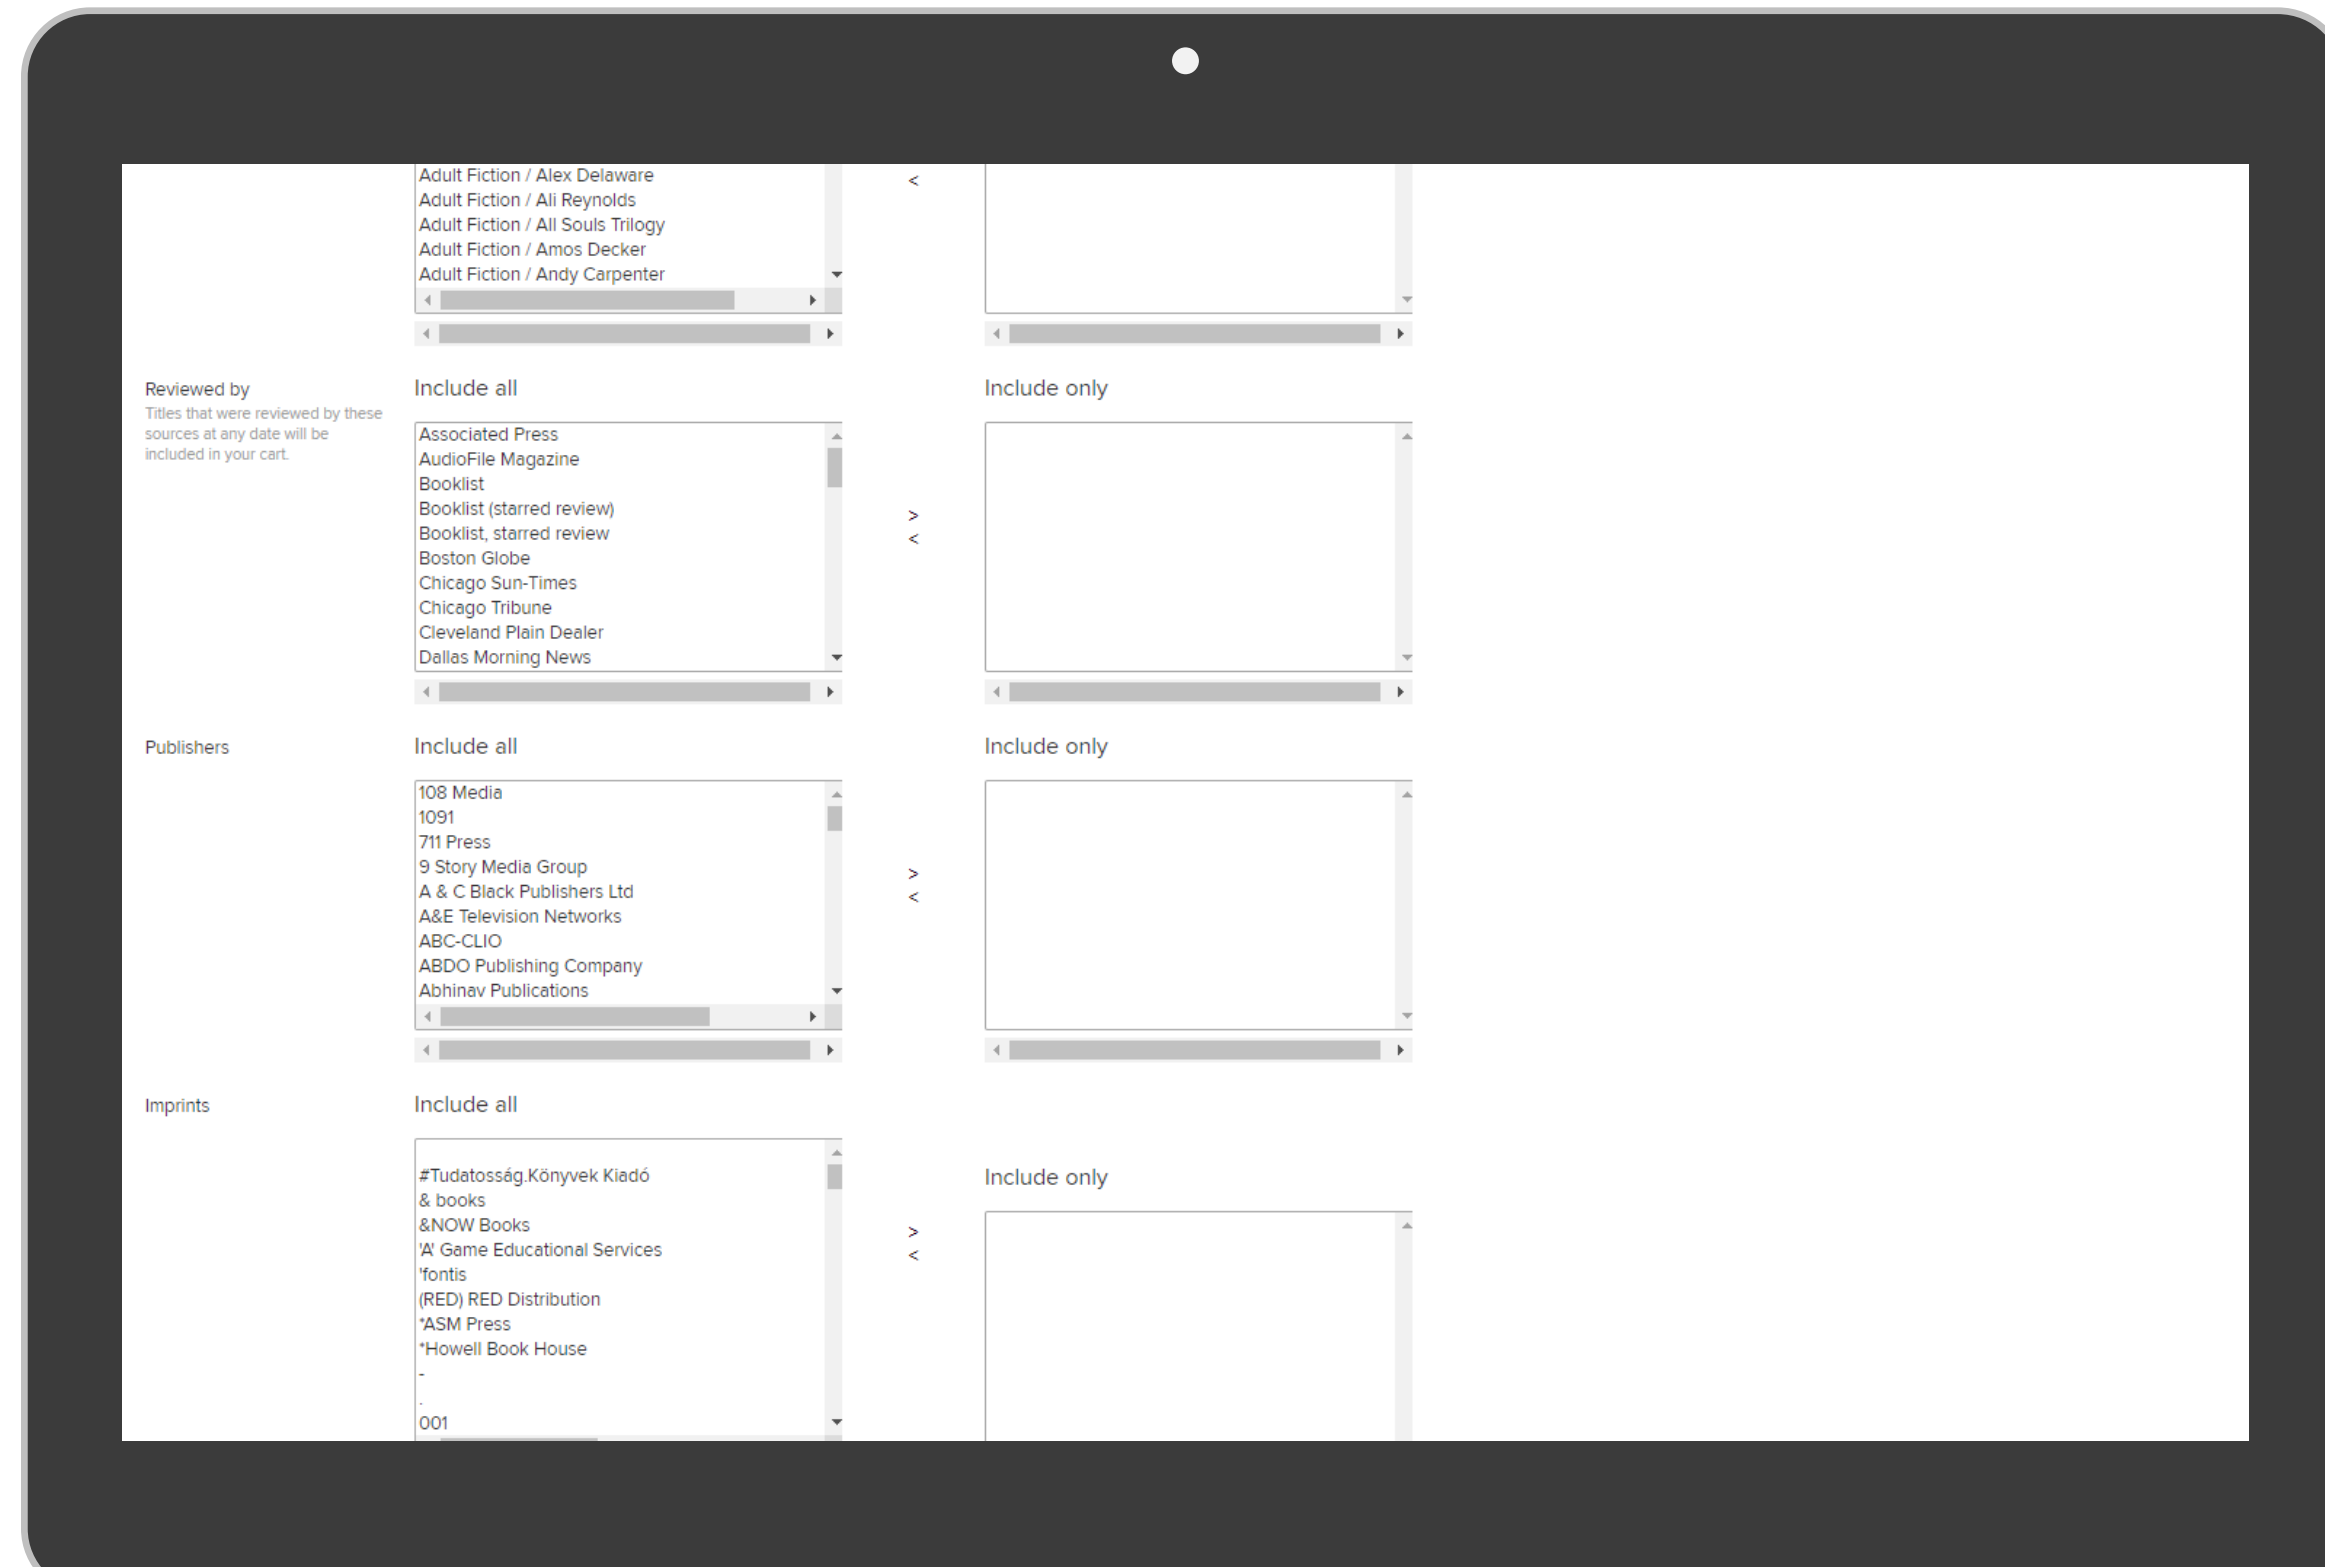 Adult Fiction / Alex Delaware
<
Adult Fiction / Ali Reynolds
Adult Fiction / All Souls Trilogy
Adult Fiction / Amos Decker
Adult Fiction / Andy Carpenter
Reviewed by
Titles that were reviewed by these
sources at any date will be
included in your cart.
Include all
Associated Press
AudioFile Magazine
Booklist
Booklist (starred review)
Booklist, starred review
Boston Globe
Chicago Sun-Times
Chicago Tribune
Cleveland Plain Dealer
Dallas Morning News
>
<
Include only
Publishers
Include all
108 Media
1091
711 Press
9 Story Media Group
A & C Black Publishers Ltd
A&E Television Networks
ABC-CLIO
ABDO Publishing Company
Abhinav Publications
>
<
Include only
Imprints
Include all
#Tudatosság.Könyvek Kiadó
& books
&NOW Books
'A' Game Educational Services
'fontis
(RED) RED Distribution
*ASM Press
*Howell Book House
-
.
001
>
<
Include only